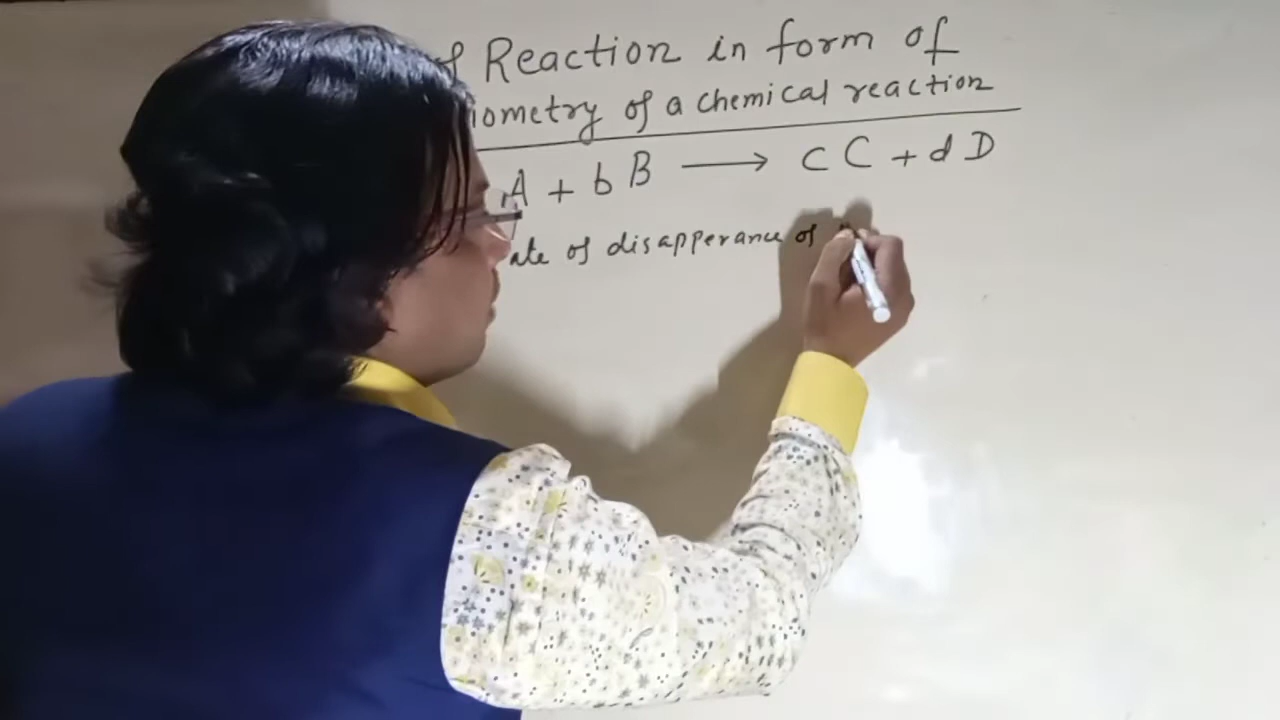 Reaction in form of
iometry of a chemical reaction
A + b B ⟶ c C + d D
ate of disapperance of